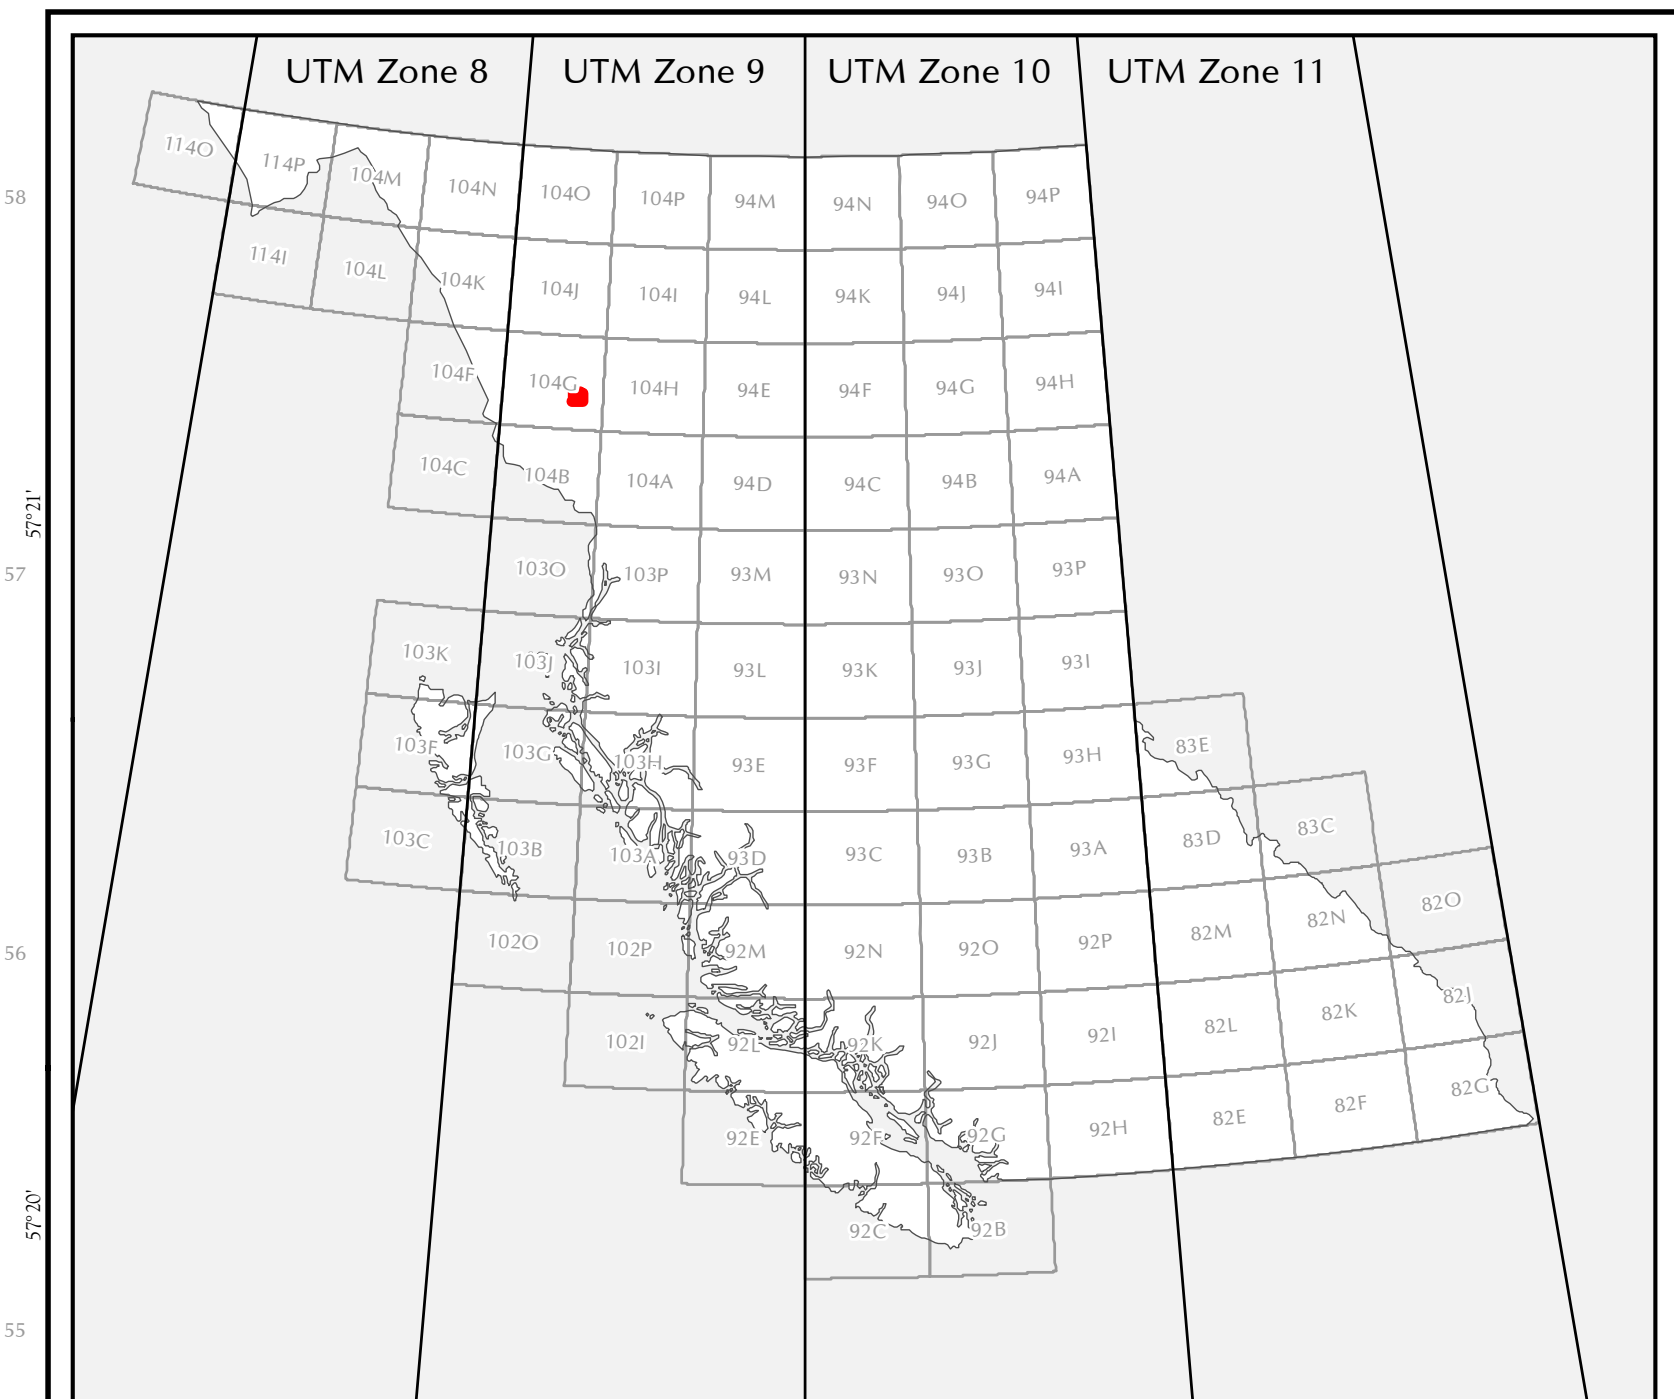 UTM Zone 8 UTM Zone 9 UTM Zone 10 UTM Zone 11
114O 114P 104M 104N 104O 104P 94M 94N 94O 94P
58
114I 104L 104K 104J 104I 94L 94K 94J 94I
104F 104G 104H 94E 94F 94G 94H
104C 104B 104A 94D 94C 94B 94A
57°21'
57
103O 103P 93M 93N 93O 93P
103K 103J 103I 93L 93K 93J 93I
103F 103G 103H 93E 93F 93G 93H 83E
103C 103B 103A 93D 93C 93B 93A 83D 83C
56
102O 102P 92M 92N 92O 92P 82M 82N 82O
102I 92L 92K 92J 92I 82L 82K 82J
92E 92F 92G 92H 82E 82F 82G
57°20'
92C 92B
55